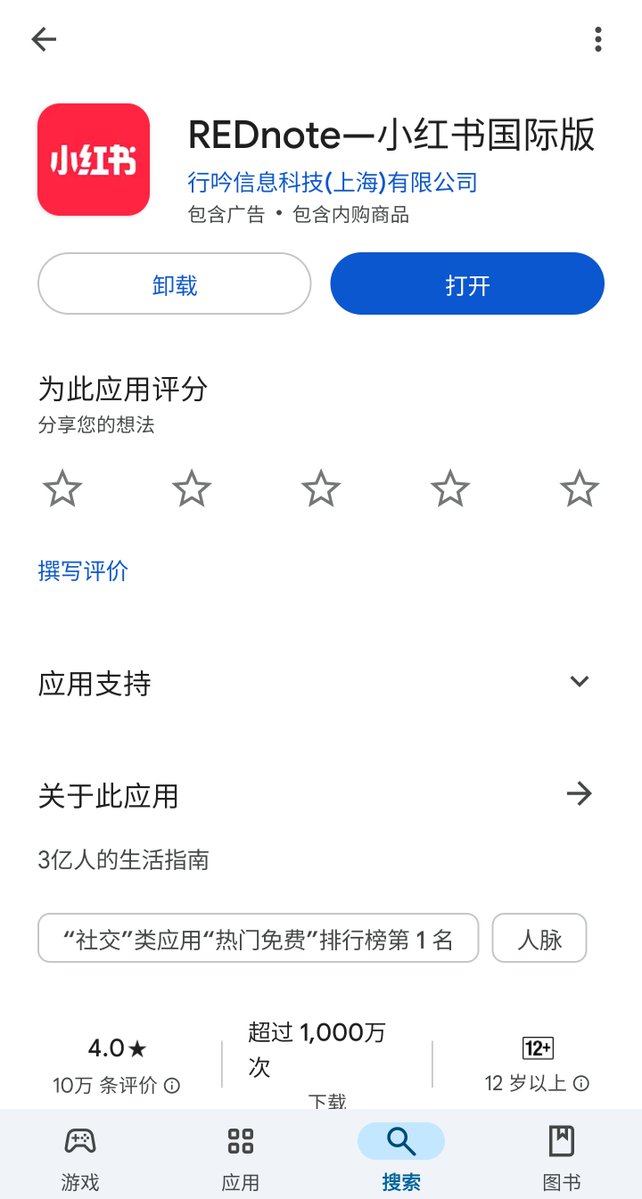 小红书
REDnote—小红书国际版
行吟信息科技(上海)有限公司
包含广告 • 包含内购商品
卸载
打开
为此应用评分
分享您的想法
撰写评价
应用支持
关于此应用
3亿人的生活指南
“社交”类应用“热门免费”排行榜第 1 名
人脉
4.0★
10万 条评价
超过 1,000万
次
下载
12+
12 岁以上
游戏
应用
搜索
图书